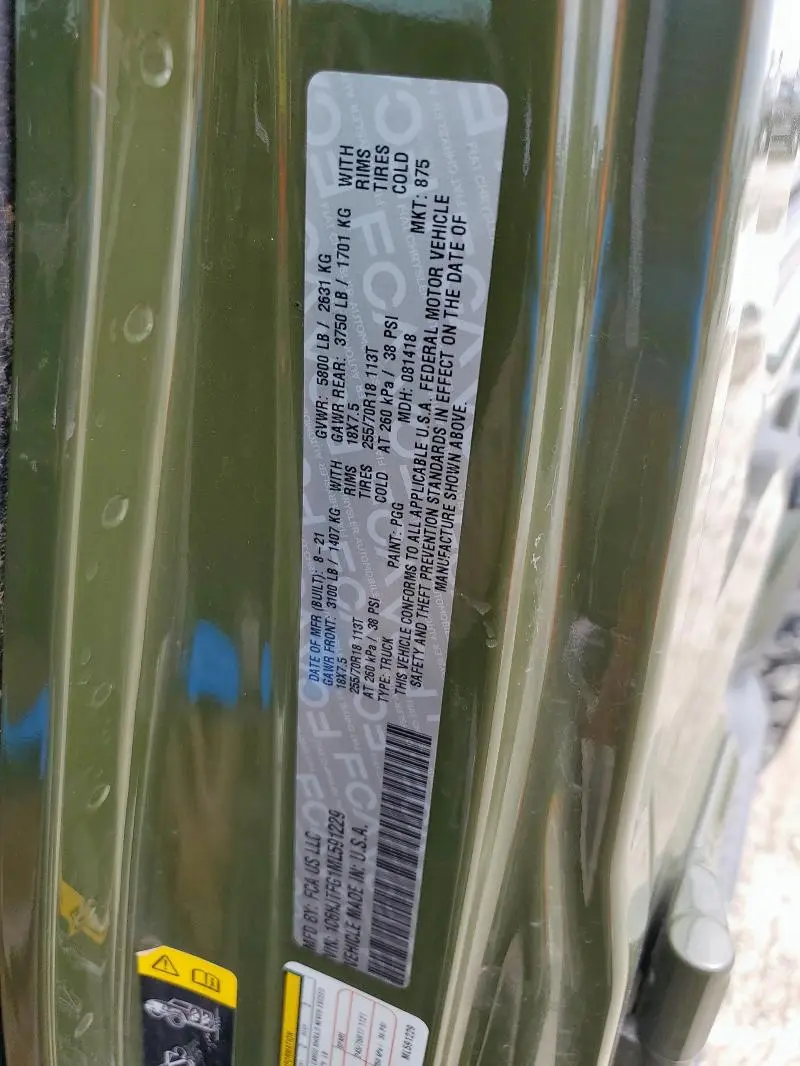 MFD BY: FCA US LLC
DATE OF MFR (BUILT): 8-21
GVWR: 5800 LB / 2631 KG
GAWR FRONT: 3100 LB / 1407 KG WITH
GAWR REAR: 3750 LB / 1701 KG WITH
18X7.5 RIMS
18X7.5 RIMS
255/70R18 113T TIRES
255/70R18 113T TIRES
AT 260 kPa / 38 PSI COLD
AT 260 kPa / 38 PSI COLD
VIN: 1C6HJTFG1ML591229
TYPE: TRUCK PAINT: PGG MDH: 081418 MKT: 875
VEHICLE MADE IN: U.S.A.
THIS VEHICLE CONFORMS TO ALL APPLICABLE U.S.A. FEDERAL MOTOR VEHICLE
SAFETY AND THEFT PREVENTION STANDARDS IN EFFECT ON THE DATE OF
MANUFACTURE SHOWN ABOVE.
ML591229